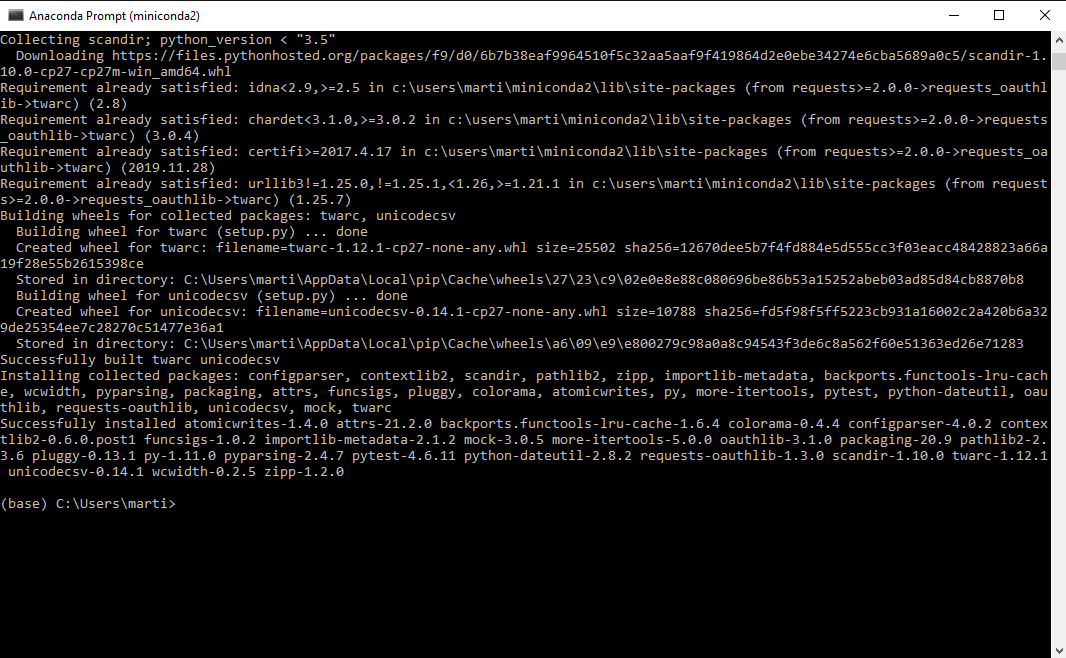 Anaconda Prompt (miniconda2)
Collecting scandir; python_version < "3.5"
  Downloading https://files.pythonhosted.org/packages/f9/d0/6b7b38eaf9964510f5c32aa5aaf9f419864d2e0ebe34274e6cba5689a0c5/scandir-1.
10.0-cp27-cp27m-win_amd64.whl
Requirement already satisfied: idna<2.9,>=2.5 in c:\users\marti\miniconda2\lib\site-packages (from requests>=2.0.0->requests_oauthl
ib->twarc) (2.8)
Requirement already satisfied: chardet<3.1.0,>=3.0.2 in c:\users\marti\miniconda2\lib\site-packages (from requests>=2.0.0->requests
_oauthlib->twarc) (3.0.4)
Requirement already satisfied: certifi>=2017.4.17 in c:\users\marti\miniconda2\lib\site-packages (from requests>=2.0.0->requests_oa
uthlib->twarc) (2019.11.28)
Requirement already satisfied: urllib3!=1.25.0,!=1.25.1,<1.26,>=1.21.1 in c:\users\marti\miniconda2\lib\site-packages (from request
s>=2.0.0->requests_oauthlib->twarc) (1.25.7)
Building wheels for collected packages: twarc, unicodecsv
  Building wheel for twarc (setup.py) ... done
  Created wheel for twarc: filename=twarc-1.12.1-cp27-none-any.whl size=25502 sha256=12670dee5b7f4fd884e5d555cc3f03eacc48428823a66a
19f28e55b2615398ce
  Stored in directory: C:\Users\marti\AppData\Local\pip\Cache\wheels\27\23\c9\02e0e8e88c080696be86b53a15252abeb03ad85d84cb8870b8
  Building wheel for unicodecsv (setup.py) ... done
  Created wheel for unicodecsv: filename=unicodecsv-0.14.1-cp27-none-any.whl size=10788 sha256=fd5f98f5ff5223cb931a16002c2a420b6a32
9de25354ee7c28270c51477e36a1
  Stored in directory: C:\Users\marti\AppData\Local\pip\Cache\wheels\a6\09\e9\e800279c98a0a8c94543f3de6c8a562f60e51363ed26e71283
Successfully built twarc unicodecsv
Installing collected packages: configparser, contextlib2, scandir, pathlib2, zipp, importlib-metadata, backports.functools-lru-cach
e, wcwidth, pyparsing, packaging, attrs, funcsigs, pluggy, colorama, atomicwrites, py, more-itertools, pytest, python-dateutil, oau
thlib, requests-oauthlib, unicodecsv, mock, twarc
Successfully installed atomicwrites-1.4.0 attrs-21.2.0 backports.functools-lru-cache-1.6.4 colorama-0.4.4 configparser-4.0.2 contex
tlib2-0.6.0.post1 funcsigs-1.0.2 importlib-metadata-2.1.2 mock-3.0.5 more-itertools-5.0.0 oauthlib-3.1.0 packaging-20.9 pathlib2-2.
3.6 pluggy-0.13.1 py-1.11.0 pyparsing-2.4.7 pytest-4.6.11 python-dateutil-2.8.2 requests-oauthlib-1.3.0 scandir-1.10.0 twarc-1.12.1
 unicodecsv-0.14.1 wcwidth-0.2.5 zipp-1.2.0
(base) C:\Users\marti>